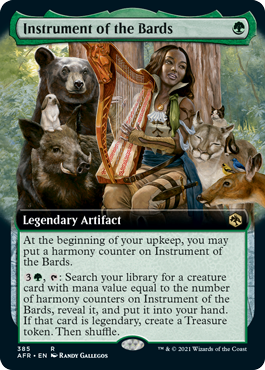 Instrument of the Bards
Legendary Artifact
At the beginning of your upkeep, you may
put a harmony counter on Instrument of
the Bards.
3, : Search your library for a creature
card with mana value equal to the number
of harmony counters on Instrument of the
Bards, reveal it, and put it into your hand.
If that card is legendary, create a Treasure
token. Then shuffle.
385 R
AFR • EN RANDY GALLEGOS
™ & © 2021 Wizards of the Coast